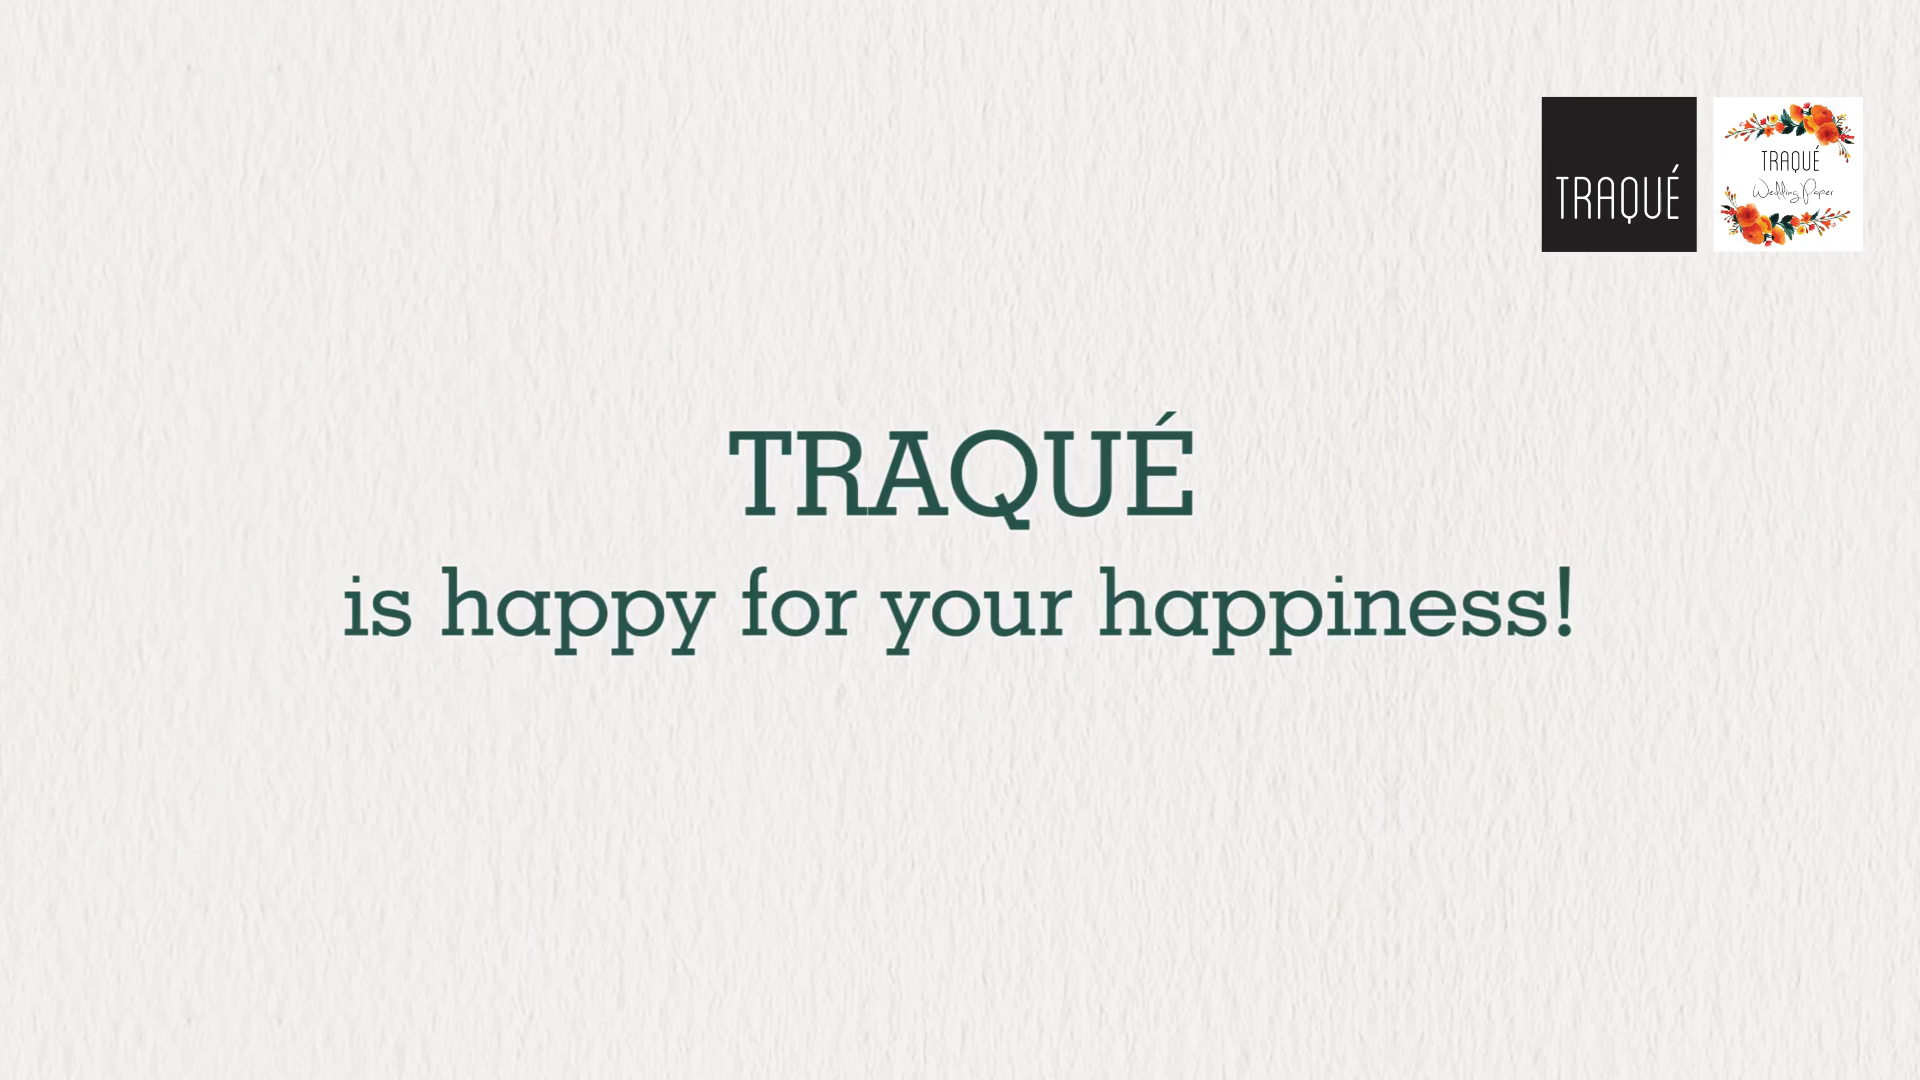 TRAQUÉ
TRAQUÉ
Wedding Paper
TRAQUÉ
is happy for your happiness!